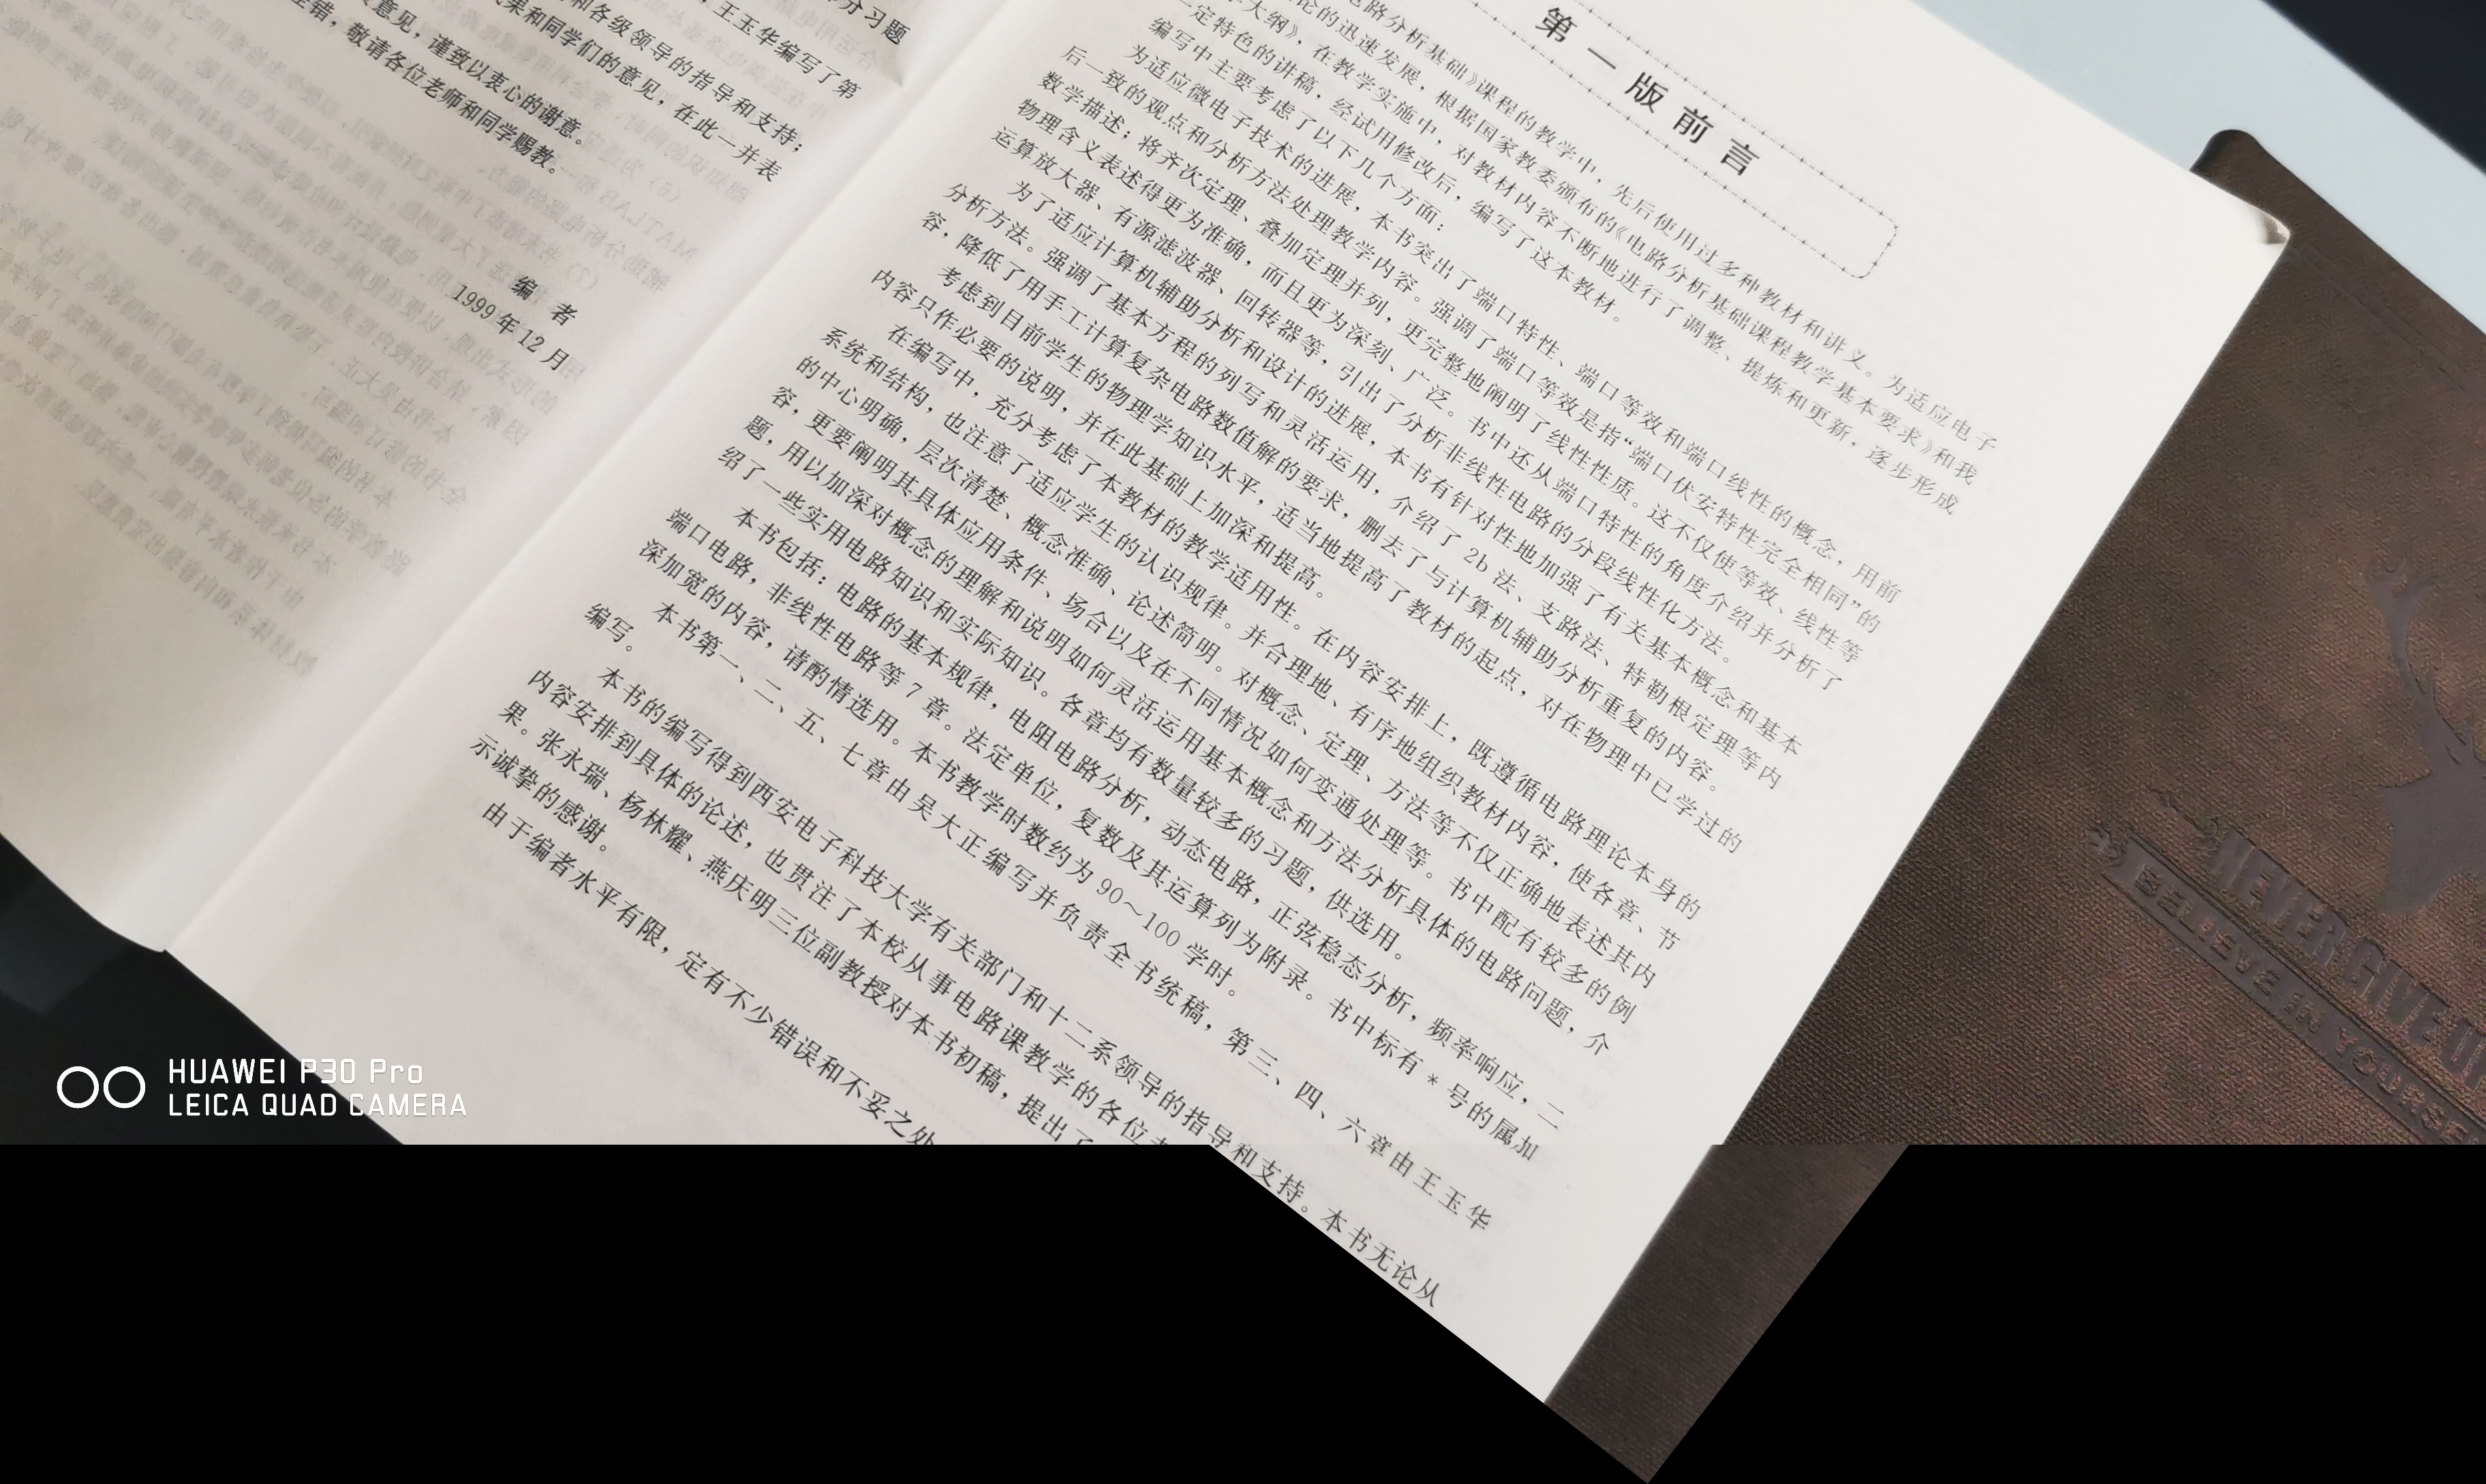 分习题
，王玉华编写了第
和各级领导的指导和支持；
果和同学们的意见，在此一并表
意见，谨致以衷心的谢意。
错，敬请各位老师和同学赐教。
编 者
1999年12月
第一版前言
电路分析基础》课程的教学中，先后使用过多种教材和讲义。为适应电子
论的迅速发展，根据国家教委颁布的《电路分析基础课程教学基本要求》和我
大纲》，在教学实施中，对教材内容不断地进行了调整、提炼和更新，逐步形成
一定特色的讲稿，经试用修改后，编写了这本教材。
编写中主要考虑了以下几个方面：
为适应微电子技术的进展，本书突出了端口特性、端口等效和端口线性的概念，用前
后一致的观点和分析方法处理教学内容。强调了端口等效是指“端口伏安特性完全相同”的
数学描述；将齐次定理、叠加定理并列，更完整地阐明了线性性质。这不仅使等效、线性等
物理含义表述得更为准确，而且更为深刻、广泛。书中还从端口特性的角度介绍并分析了
运算放大器、有源滤波器、回转器等，引出了分析非线性电路的分段线性化方法。
为了适应计算机辅助分析和设计的进展，本书有针对性地加强了有关基本概念和基本
分析方法。强调了基本方程的列写和灵活运用，介绍了 2b 法、支路法、特勒根定理等内
容，降低了用手工计算复杂电路数值解的要求，删去了与计算机辅助分析重复的内容。
考虑到目前学生的物理学知识水平，适当地提高了教材的起点，对在物理中已学过的
内容只作必要的说明，并在此基础上加深和提高。
在编写中，充分考虑了本教材的教学适用性。在内容安排上，既遵循电路理论本身的
系统和结构，也注意了适应学生的认识规律。并合理地、有序地组织教材内容，使各章、节
的中心明确，层次清楚、概念准确、论述简明。对概念、定理、方法等不仅正确地表述其内
容，更要阐明其具体应用条件、场合以及在不同情况如何变通处理等。书中配有较多的例
题，用以加深对概念的理解和说明如何灵活运用基本概念和方法分析具体的电路问题，介
绍了一些实用电路知识和实际知识。各章均有数量较多的习题，供选用。
本书包括：电路的基本规律，电阻电路分析，动态电路，正弦稳态分析，频率响应，二
端口电路，非线性电路等 7 章。法定单位，复数及其运算列为附录。书中标有 * 号的属加
深加宽的内容，请酌情选用。本书教学时数约为 90～100 学时。
本书第一、二、五、七章由吴大正编写并负责全书统稿，第三、四、六章由王玉华
编写。
本书的编写得到西安电子科技大学有关部门和十二系领导的指导和支持。本书无论从
内容安排到具体的论述，也贯注了本校从事电路课教学的各位
果。张永瑞、杨林耀、燕庆明三位副教授对本书初稿，提出了
示诚挚的感谢。
由于编者水平有限，定有不少错误和不妥之处
NEVER GIVE U
BELIEVE IN YOURSE
HUAWEI P30 Pro
LEICA QUAD CAMERA